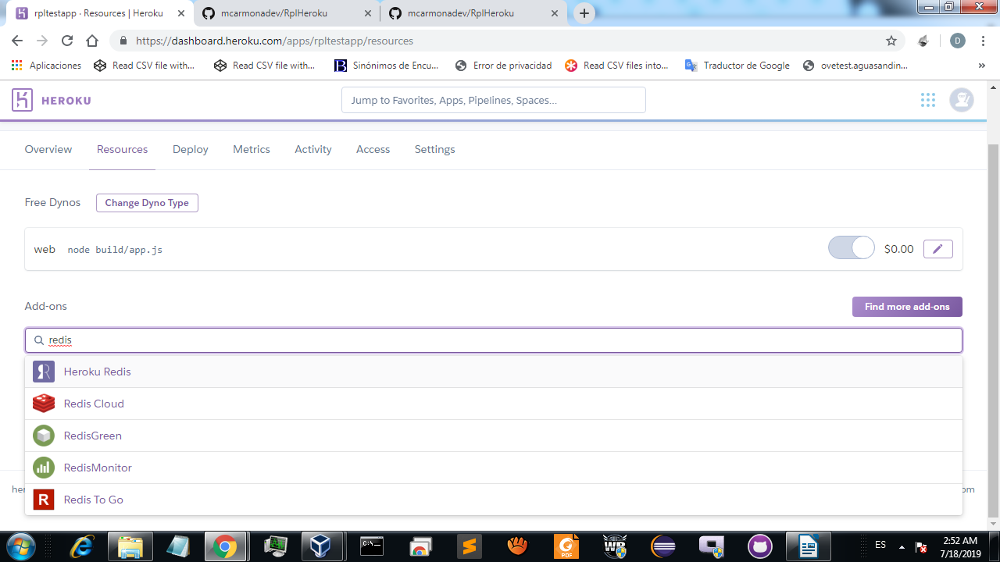 rpltestapp · Resources | Heroku
mcarmonadev/RplHeroku
mcarmonadev/RplHeroku
https://dashboard.heroku.com/apps/rpltestapp/resources
D
Aplicaciones
Read CSV file with...
Read CSV file with...
Sinónimos de Encu...
Error de privacidad
Read CSV files into...
Traductor de Google
ovetest.aguasandin...
»
HEROKU
Jump to Favorites, Apps, Pipelines, Spaces...
Overview
Resources
Deploy
Metrics
Activity
Access
Settings
Free Dynos
Change Dyno Type
web
node build/app.js
$0.00
Add-ons
Find more add-ons
redis
Heroku Redis
Redis Cloud
RedisGreen
RedisMonitor
R
Redis To Go
ES
2:52 AM
7/18/2019